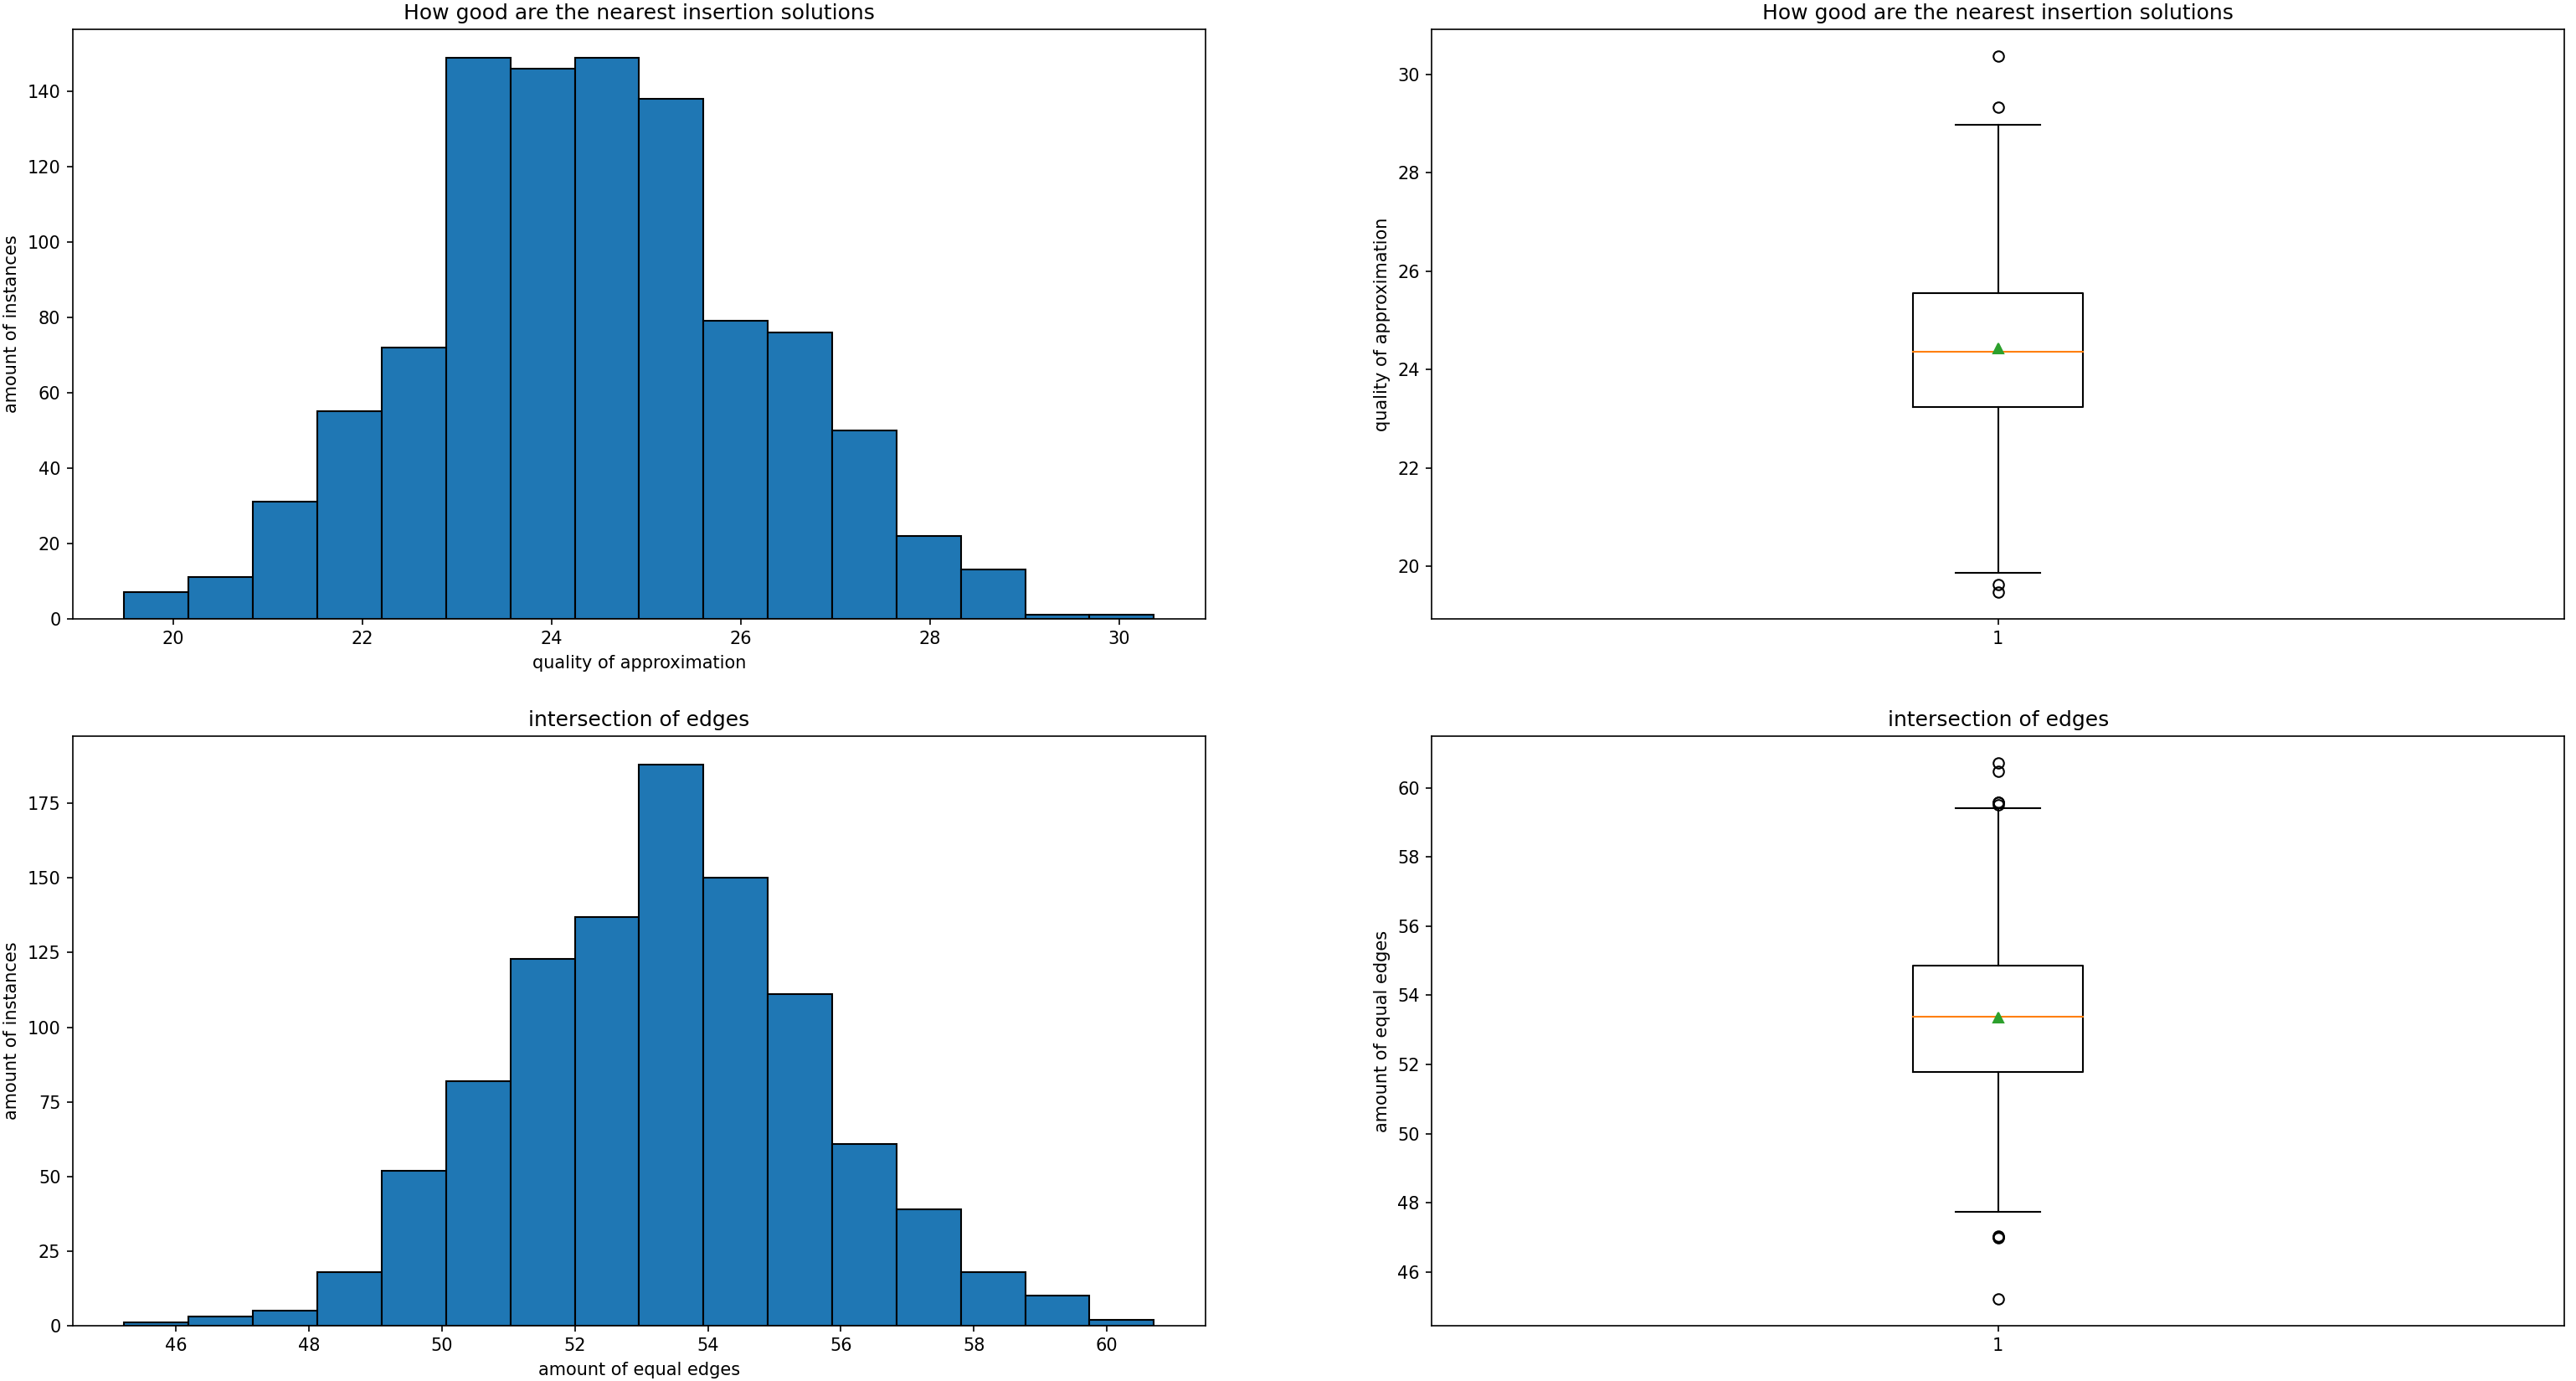 How good are the nearest insertion solutions
amount of instances
140
120
100
80
60
40
20
0
20 22 24 26 28 30
quality of approximation
How good are the nearest insertion solutions
quality of approximation
30
28
26
24
22
20
1
intersection of edges
amount of instances
175
150
125
100
75
50
25
0
46 48 50 52 54 56 58 60
amount of equal edges
intersection of edges
amount of equal edges
60
58
56
54
52
50
48
46
1